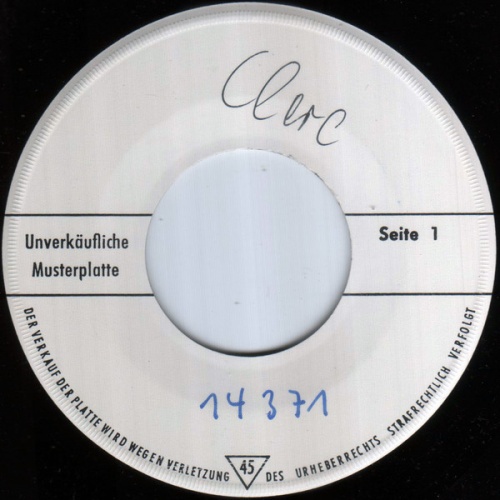 Clerc
Unverkäufliche
Musterplatte
Seite 1
14371
DER VERKAUF DER PLATTE WIRD WEGEN VERLETZUNG 45 DES URHEBERRECHTS STRAFRECHTLICH VERFOLGT